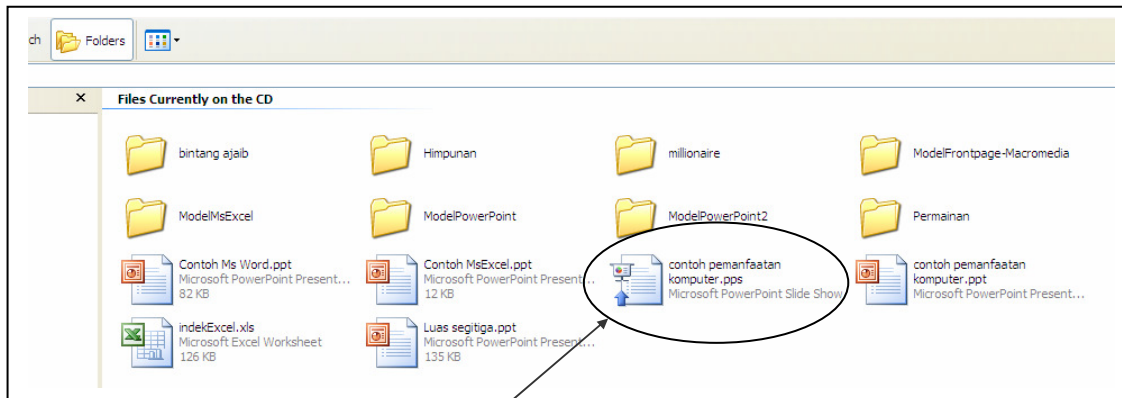 ch Folders
× Files Currently on the CD
bintang ajaib
Himpunan
millionaire
ModelFrontpage-Macromedia
ModelMsExcel
ModelPowerPoint
ModelPowerPoint2
Permainan
Contoh Ms Word.ppt
Microsoft PowerPoint Present...
82 KB
Contoh MsExcel.ppt
Microsoft PowerPoint Present...
12 KB
contoh pemanfaatan
komputer.pps
Microsoft PowerPoint Slide Show
contoh pemanfaatan
komputer.ppt
Microsoft PowerPoint Present...
indekExcel.xls
Microsoft Excel Worksheet
126 KB
Luas segitiga.ppt
Microsoft PowerPoint Present...
135 KB